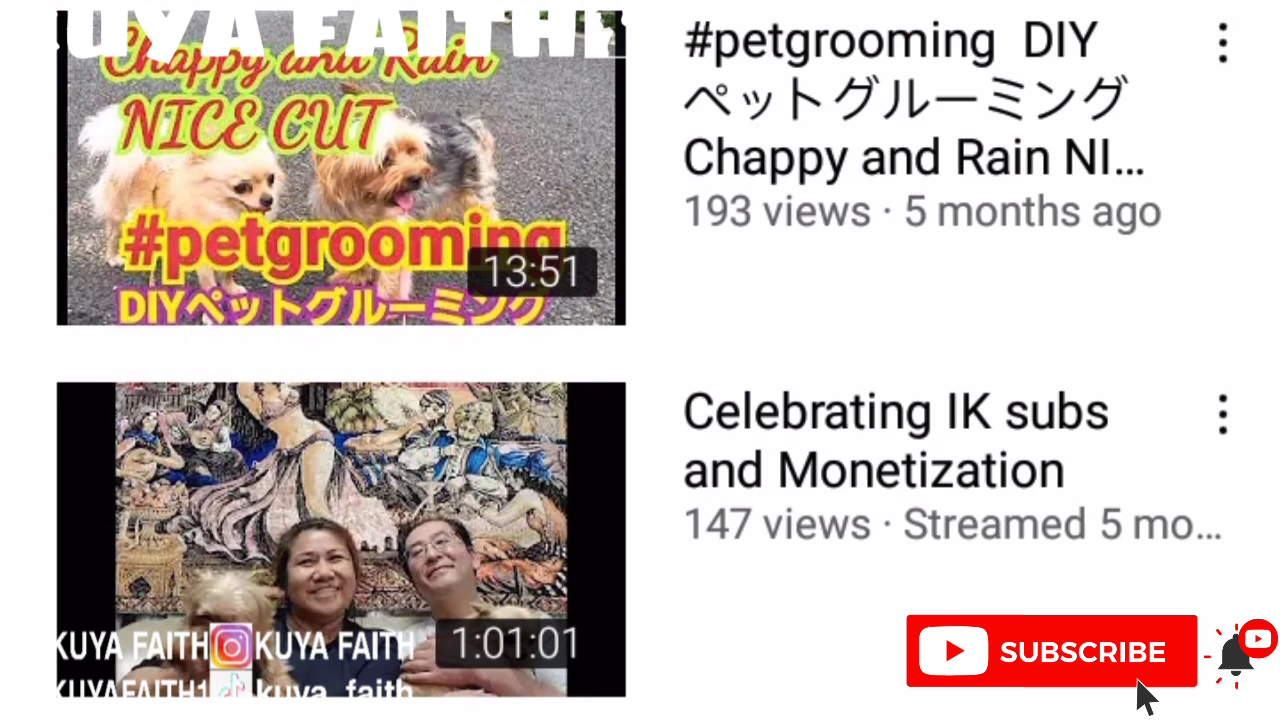 KUYA FAITH
Chappy and Rain
NICE CUT
#petgrooming
13:51
DIYペットグルーミング
#petgrooming DIY
ペットグルーミング
Chappy and Rain NI...
193 views · 5 months ago
KUYA FAITH KUYA FAITH
KUYAFAITH1 kuya_faith
1:01:01
Celebrating IK subs
and Monetization
147 views · Streamed 5 mo...
SUBSCRIBE